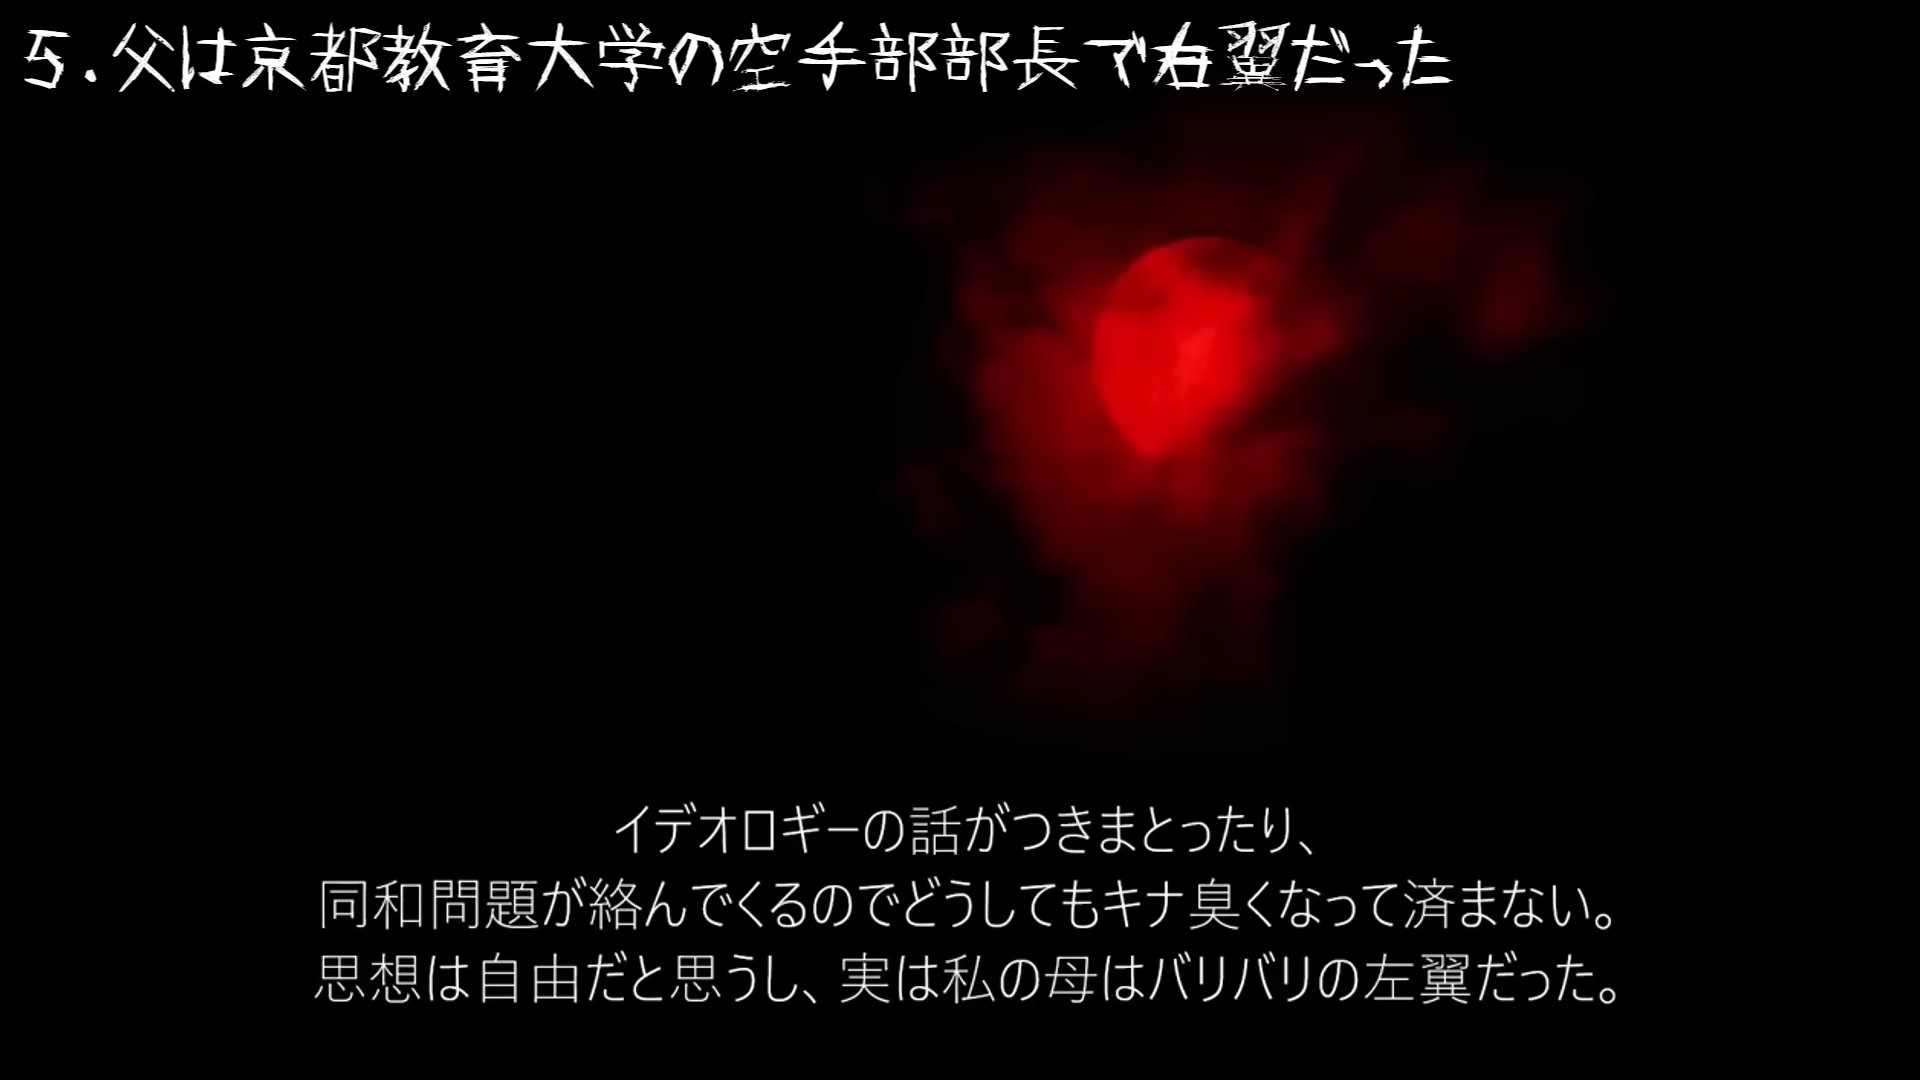 5.父は京都教育大学の空手部部長で右翼だった
イデオロギーの話がつきまとったり、
同和問題が絡んでくるのでどうしてもキナ臭くなって済まない。
思想は自由だと思うし、実は私の母はバリバリの左翼だった。